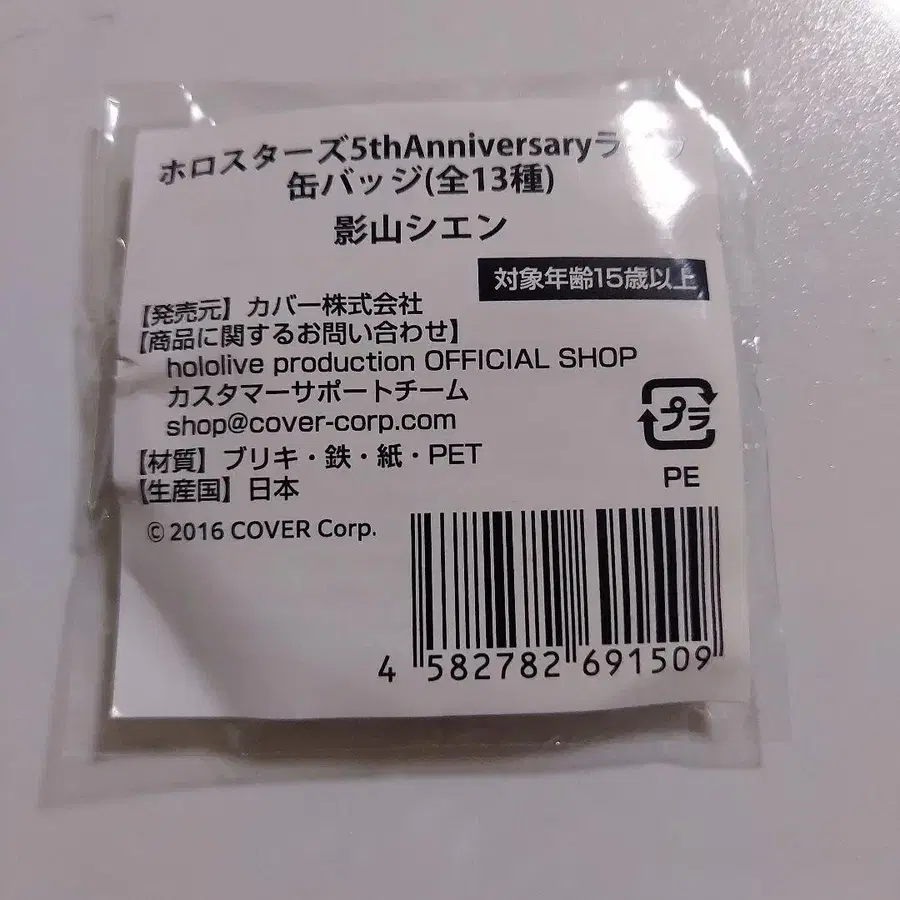 ホロスターズ5thAnniversaryラ
缶バッジ(全13種)
影山シエン
対象年齢15歳以上
【発売元】カバー株式会社
【商品に関するお問い合わせ】
hololive production OFFICIAL SHOP
カスタマーサポートチーム
shop@cover-corp.com
プラ
【材質】ブリキ・鉄・紙・PET
PE
【生産国】日本
© 2016 COVER Corp.
4 582782 691509